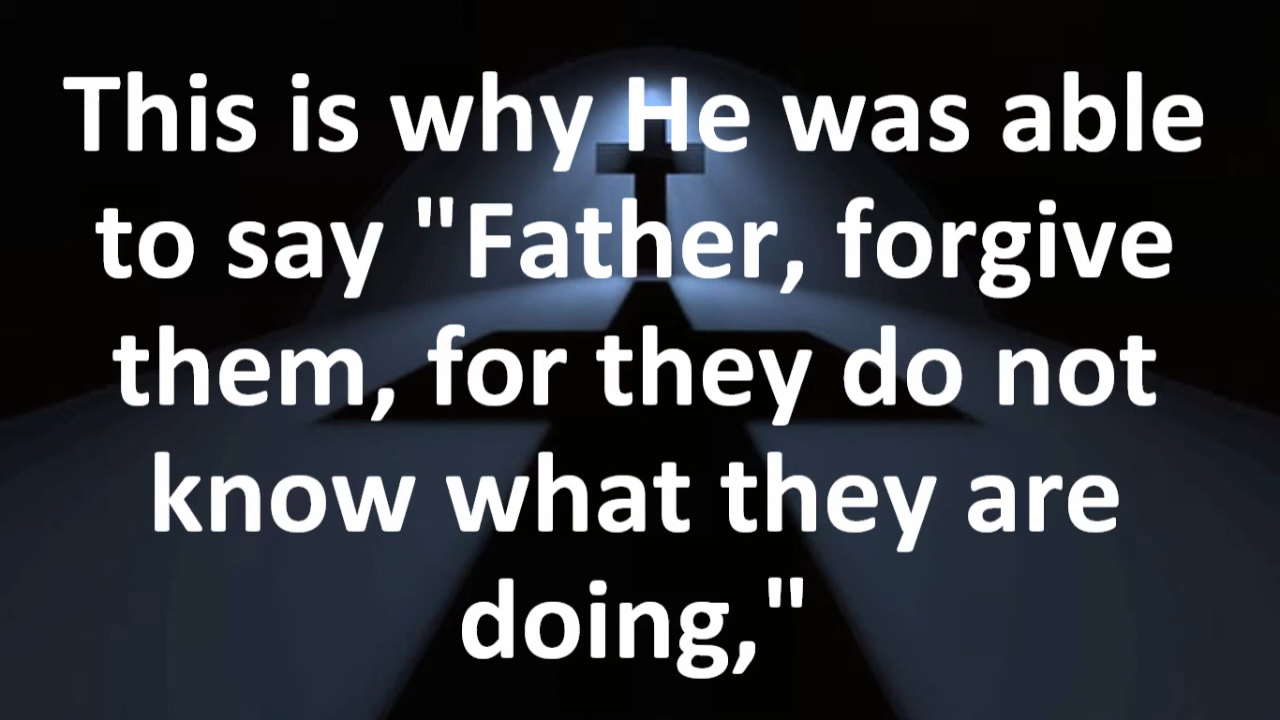 This is why He was able
to say "Father, forgive
them, for they do not
know what they are
doing,"